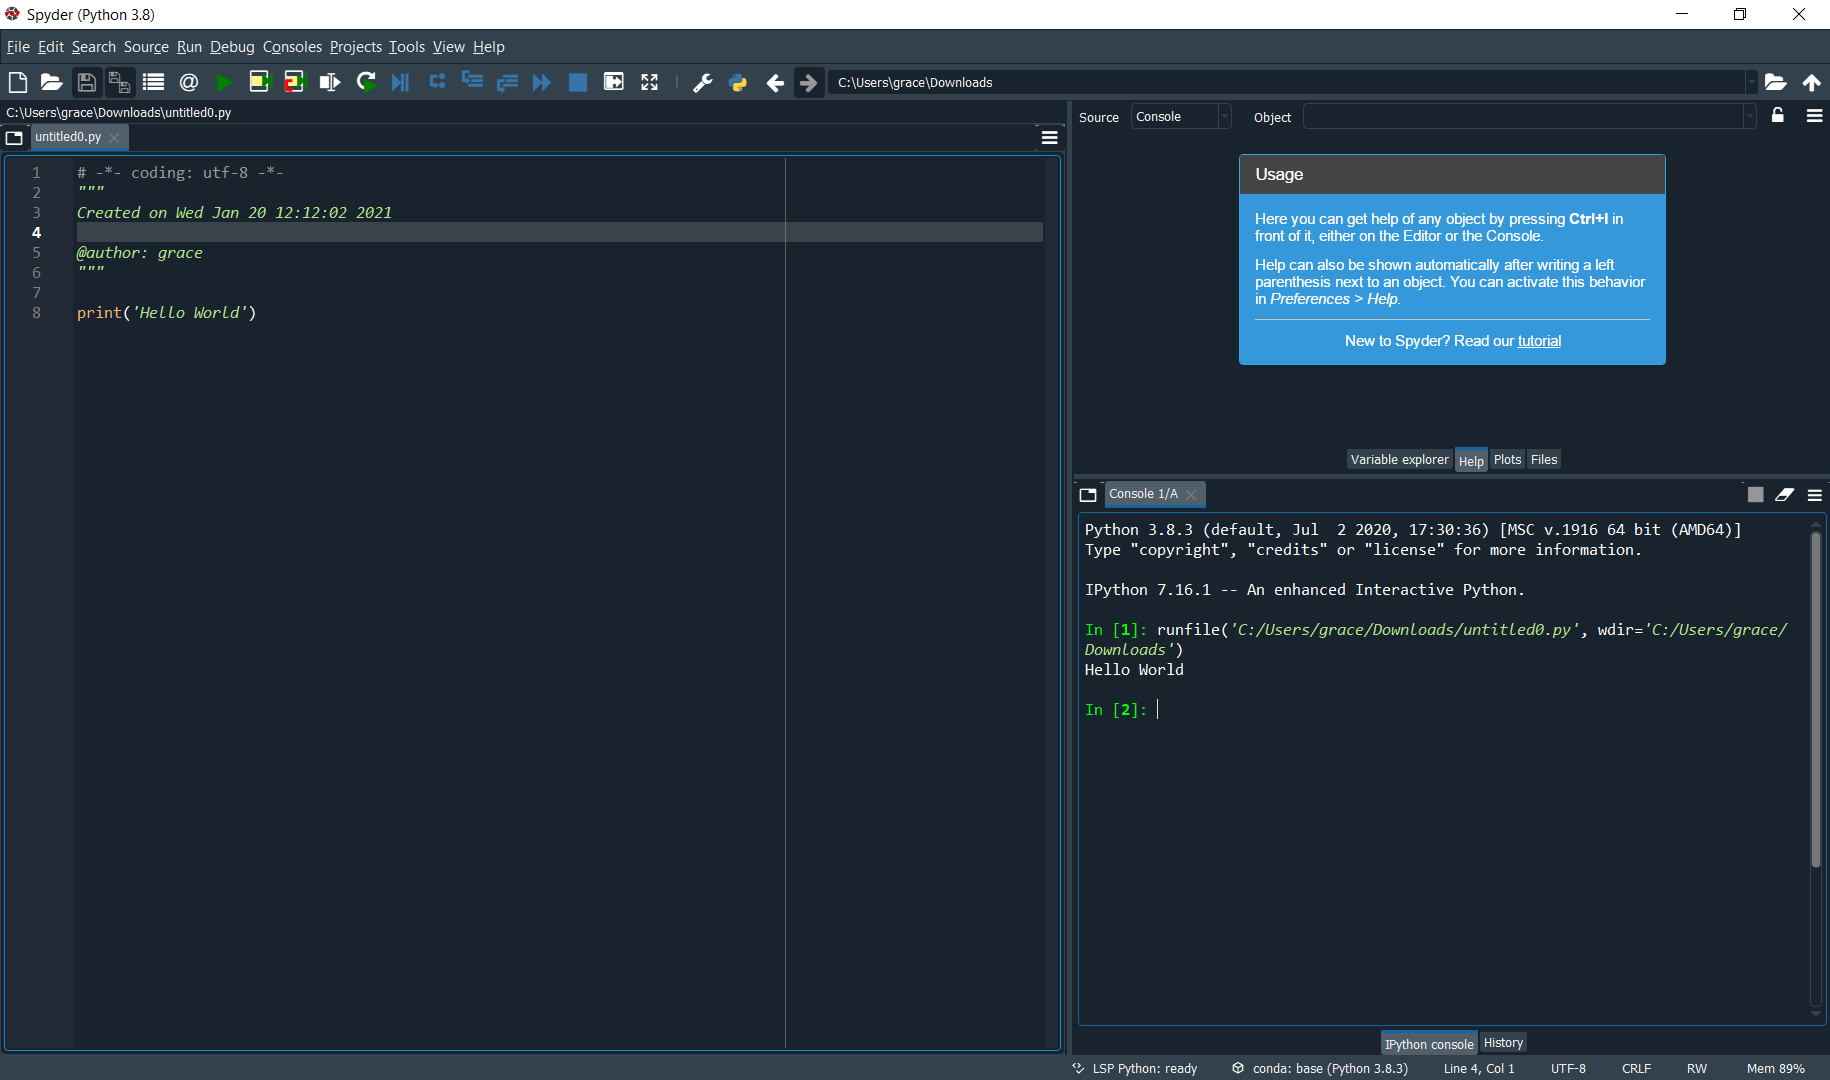 Spyder (Python 3.8)
File Edit Search Source Run Debug Consoles Projects Tools View Help
C:\Users\grace\Downloads
C:\Users\grace\Downloads\untitled0.py
untitled0.py
1 # -*- coding: utf-8 -*-
2 """
3 Created on Wed Jan 20 12:12:02 2021
4
5 @author: grace
6 """
7
8 print('Hello World')
Source Console Object
Usage
Here you can get help of any object by pressing Ctrl+I in
front of it, either on the Editor or the Console.
Help can also be shown automatically after writing a left
parenthesis next to an object. You can activate this behavior
in Preferences > Help.
New to Spyder? Read our tutorial
Variable explorer Help Plots Files
Console 1/A
Python 3.8.3 (default, Jul  2 2020, 17:30:36) [MSC v.1916 64 bit (AMD64)]
Type "copyright", "credits" or "license" for more information.
IPython 7.16.1 -- An enhanced Interactive Python.
In [1]: runfile('C:/Users/grace/Downloads/untitled0.py', wdir='C:/Users/grace/
Downloads')
Hello World
In [2]:
IPython console History
LSP Python: ready conda: base (Python 3.8.3) Line 4, Col 1 UTF-8 CRLF RW Mem 89%